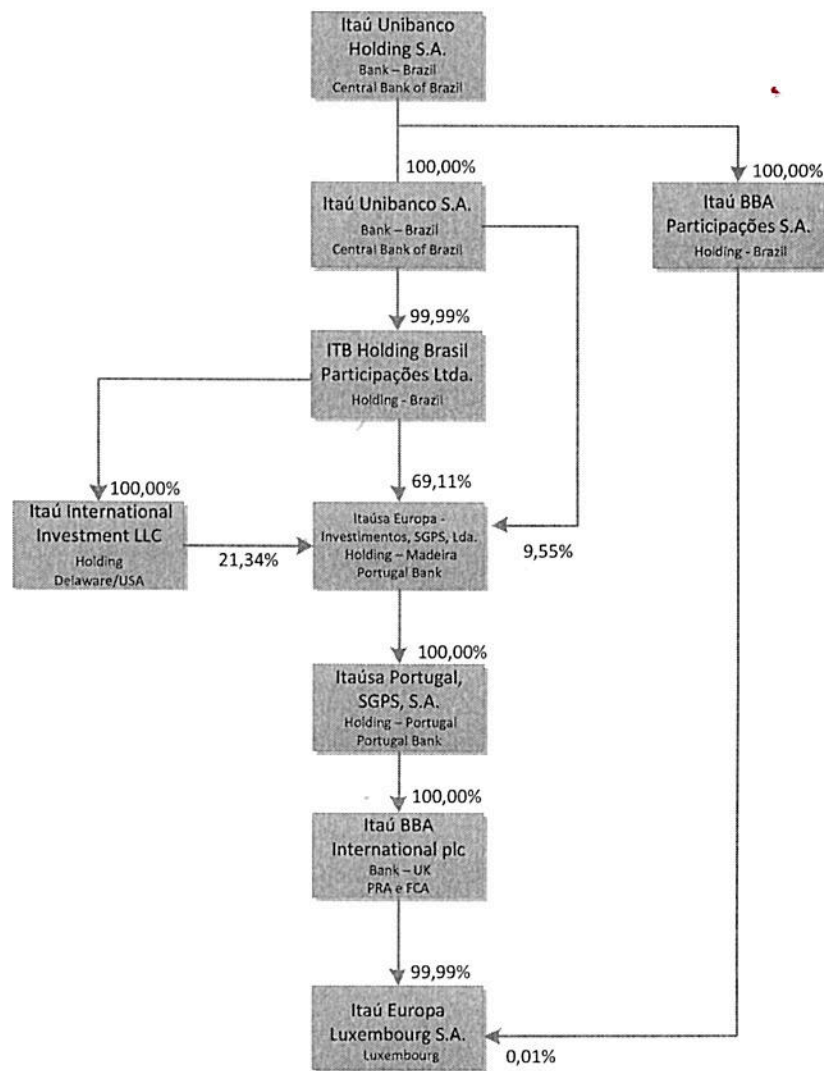 Itaú Unibanco
Holding S.A.
Bank – Brazil
Central Bank of Brazil
100,00%
100,00%
Itaú Unibanco S.A.
Bank – Brazil
Central Bank of Brazil
Itaú BBA
Participações S.A.
Holding - Brazil
99,99%
ITB Holding Brasil
Participações Ltda.
Holding - Brazil
100,00%
69,11%
Itaú International
Investment LLC
Holding
Delaware/USA
21,34%
Itaúsa Europa -
Investimentos, SGPS, Lda.
Holding – Madeira
Portugal Bank
9,55%
100,00%
Itaúsa Portugal,
SGPS, S.A.
Holding – Portugal
Portugal Bank
100,00%
Itaú BBA
International plc
Bank – UK
PRA e FCA
99,99%
Itaú Europa
Luxembourg S.A.
Luxembourg
0,01%